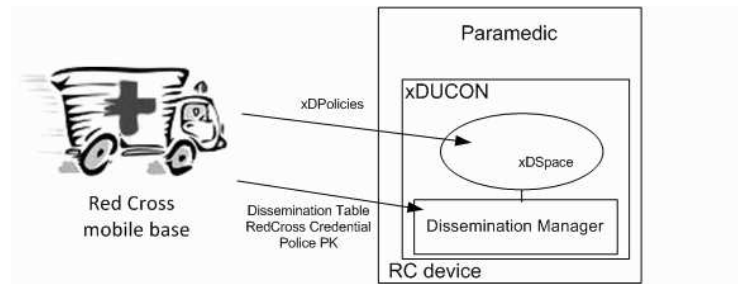 Paramedic
xDUCON
xDPolicies
xDSpace
Red Cross
mobile base
Dissemination Table
RedCross Credential
Police PK
Dissemination Manager
RC device